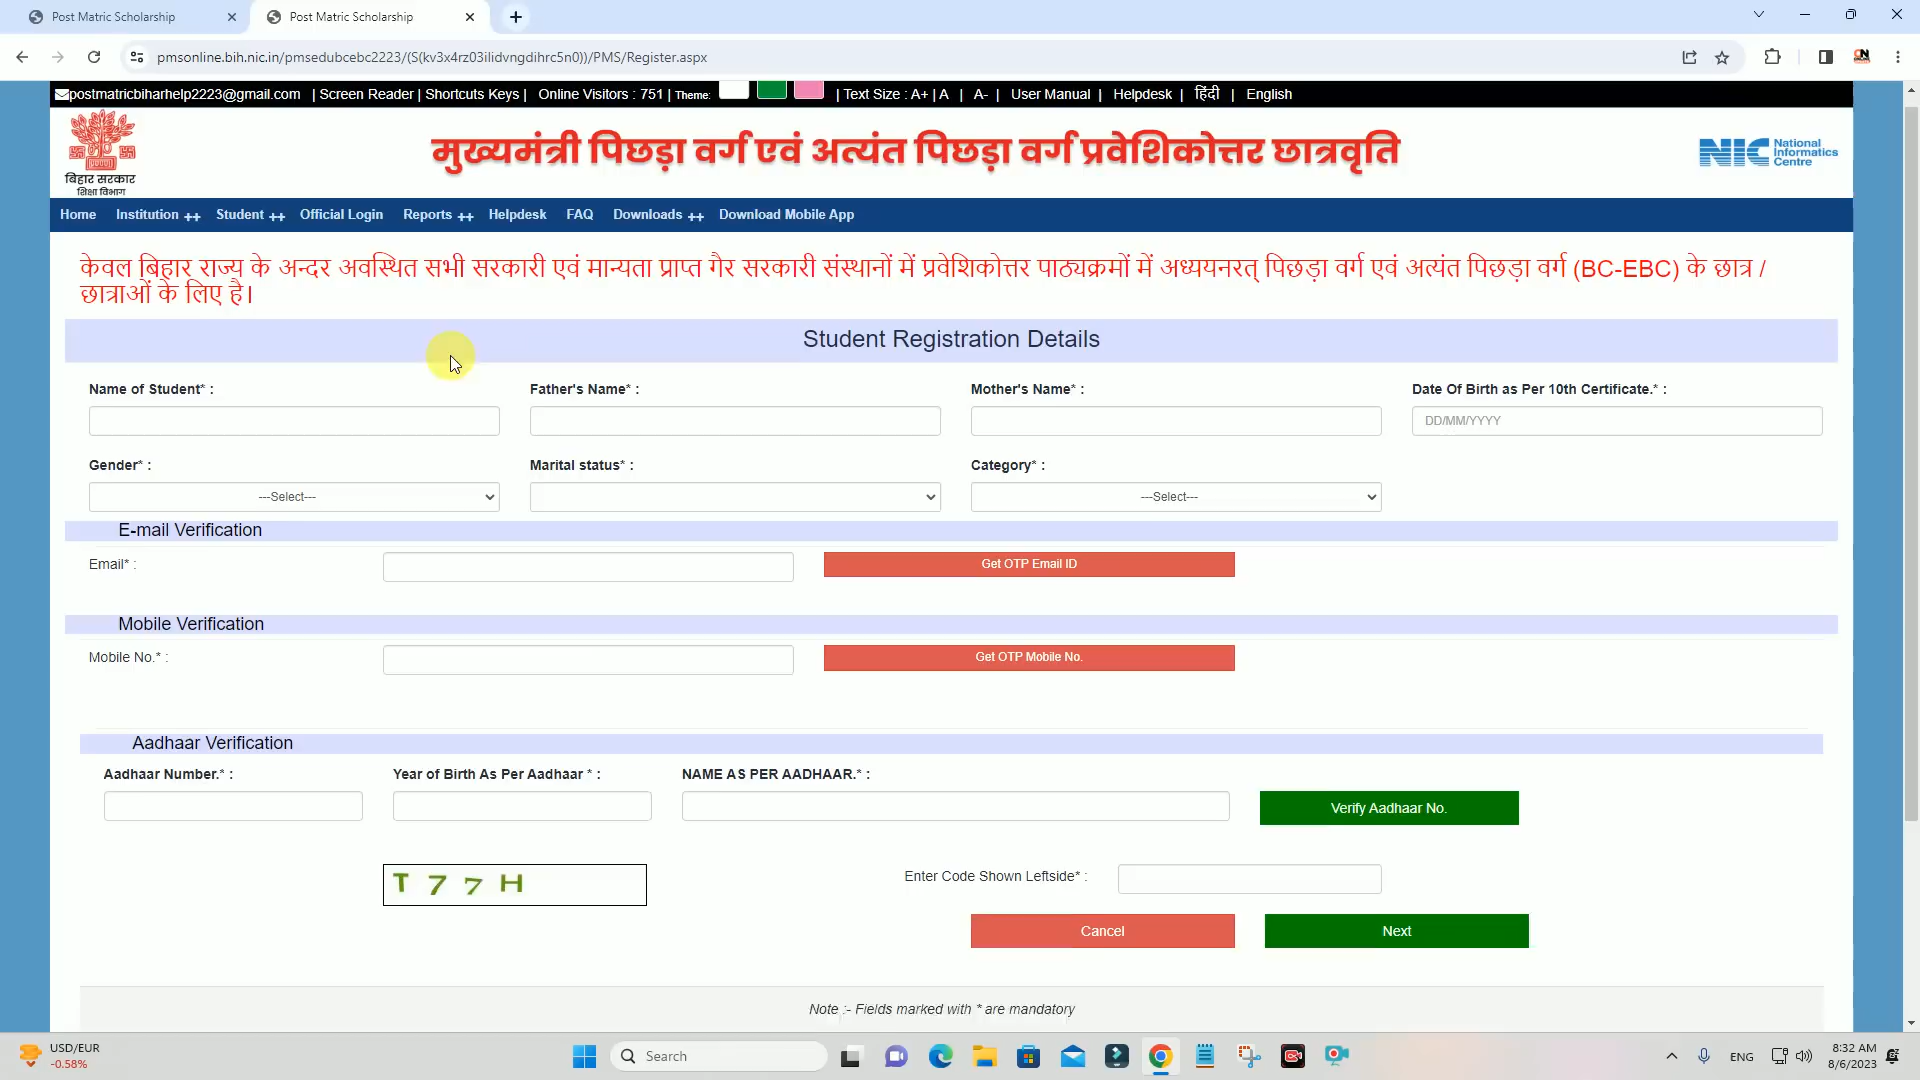 Post Matric Scholarship
Post Matric Scholarship
pmsonline.bih.nic.in/pmsedubcebc2223/(S(kv3x4rz03ilidvngdihrc5n0))/PMS/Register.aspx
postmatricbiharhelp2223@gmail.com | Screen Reader | Shortcuts Keys | Online Visitors : 751 | Theme: | Text Size : A+ | A | A- | User Manual | Helpdesk | हिंदी | English
बिहार सरकार
शिक्षा विभाग
मुख्यमंत्री पिछड़ा वर्ग एवं अत्यंत पिछड़ा वर्ग प्रवेशिकोत्तर छात्रवृति
NIC National
Informatics
Centre
Home Institution ++ Student ++ Official Login Reports ++ Helpdesk FAQ Downloads ++ Download Mobile App
केवल बिहार राज्य के अन्दर अवस्थित सभी सरकारी एवं मान्यता प्राप्त गैर सरकारी संस्थानों में प्रवेशिकोत्तर पाठ्यक्रमों में अध्ययनरत् पिछड़ा वर्ग एवं अत्यंत पिछड़ा वर्ग (BC-EBC) के छात्र /
छात्राओं के लिए है।
Student Registration Details
Name of Student* : Father's Name* : Mother's Name* : Date Of Birth as Per 10th Certificate.* :
DD/MM/YYYY
Gender* : Marital status* : Category* :
---Select--- ---Select---
E-mail Verification
Email* : Get OTP Email ID
Mobile Verification
Mobile No.* : Get OTP Mobile No.
Aadhaar Verification
Aadhaar Number.* : Year of Birth As Per Aadhaar * : NAME AS PER AADHAAR.* :
Verify Aadhaar No.
T 7 7 H Enter Code Shown Leftside* :
Cancel Next
Note :- Fields marked with * are mandatory
USD/EUR
-0.58%
Search
ENG
8:32 AM
8/6/2023